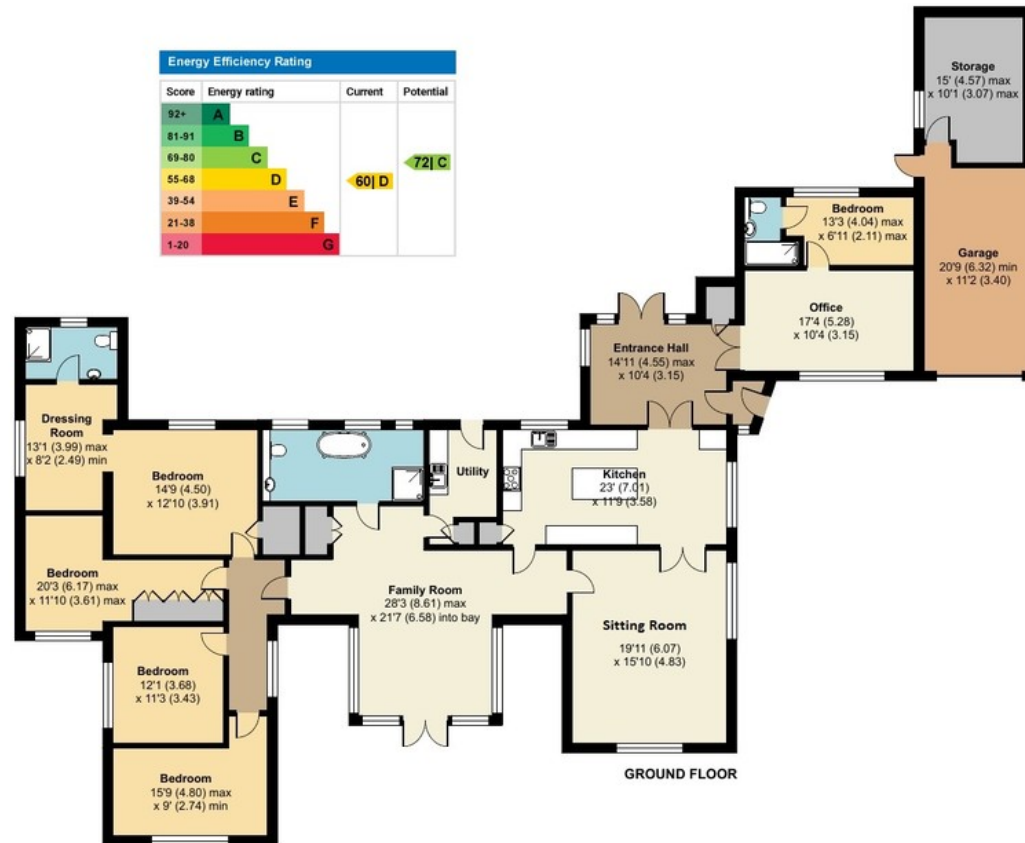 Energy Efficiency Rating
Score Energy rating Current Potential
92+ A
81-91 B
69-80 C 72| C
55-68 D 60| D
39-54 E
21-38 F
1-20 G
Storage
15' (4.57) max
x 10'1 (3.07) max
Bedroom
13'3 (4.04) max
x 6'11 (2.11) max
Garage
20'9 (6.32) min
x 11'2 (3.40)
Office
17'4 (5.28)
x 10'4 (3.15)
Entrance Hall
14'11 (4.55) max
x 10'4 (3.15)
Dressing
Room
13'1 (3.99) max
x 8'2 (2.49) min
Bedroom
14'9 (4.50)
x 12'10 (3.91)
Utility
Kitchen
23' (7.01)
x 11'9 (3.58)
Bedroom
20'3 (6.17) max
x 11'10 (3.61) max
Family Room
28'3 (8.61) max
x 21'7 (6.58) into bay
Sitting Room
19'11 (6.07)
x 15'10 (4.83)
Bedroom
12'1 (3.68)
x 11'3 (3.43)
Bedroom
15'9 (4.80) max
x 9' (2.74) min
GROUND FLOOR